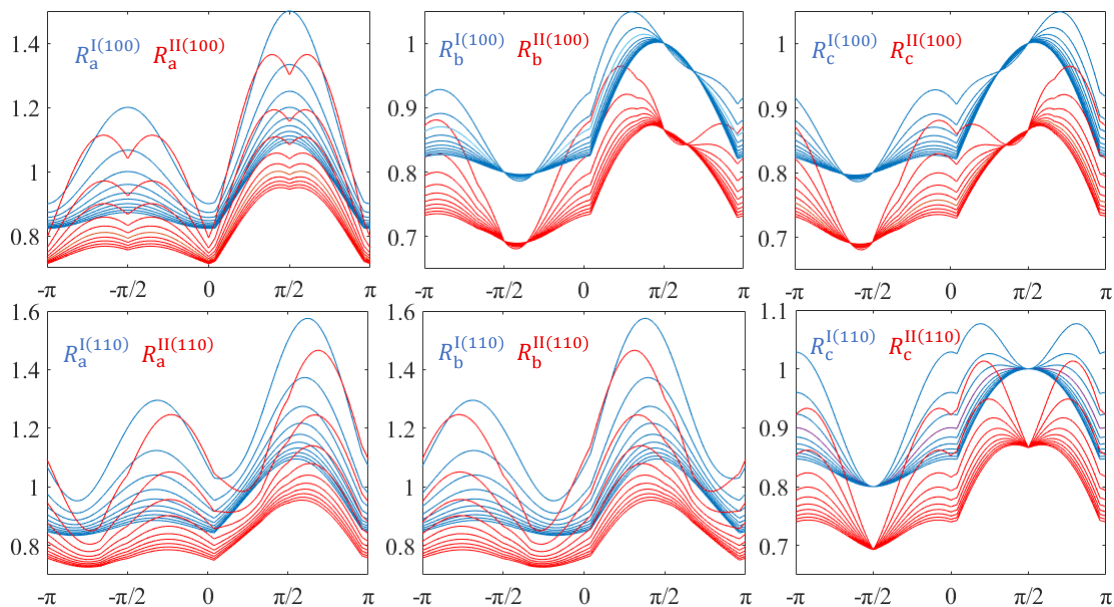 R_a^I(100) R_a^II(100)
1.4
1.2
1
0.8
-π -π/2 0 π/2 π
R_b^I(100) R_b^II(100)
1
0.9
0.8
0.7
-π -π/2 0 π/2 π
R_c^I(100) R_c^II(100)
1
0.9
0.8
0.7
-π -π/2 0 π/2 π
R_a^I(110) R_a^II(110)
1.6
1.4
1.2
1
0.8
-π -π/2 0 π/2 π
R_b^I(110) R_b^II(110)
1.6
1.4
1.2
1
0.8
-π -π/2 0 π/2 π
R_c^I(110) R_c^II(110)
1.1
1
0.9
0.8
0.7
-π -π/2 0 π/2 π